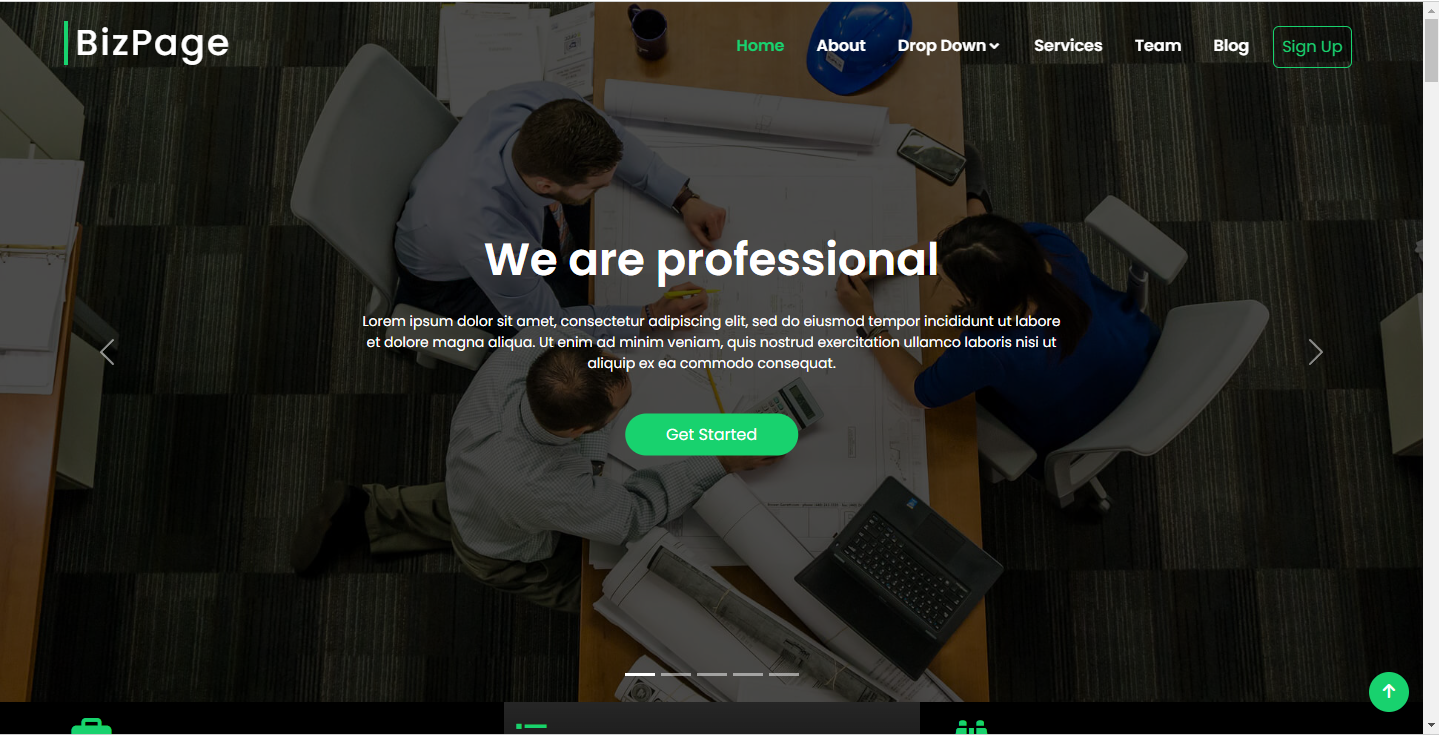 BizPage
Home About Drop Down Services Team Blog Sign Up
We are professional
Lorem ipsum dolor sit amet, consectetur adipiscing elit, sed do eiusmod tempor incididunt ut labore
et dolore magna aliqua. Ut enim ad minim veniam, quis nostrud exercitation ullamco laboris nisi ut
aliquip ex ea commodo consequat.
Get Started